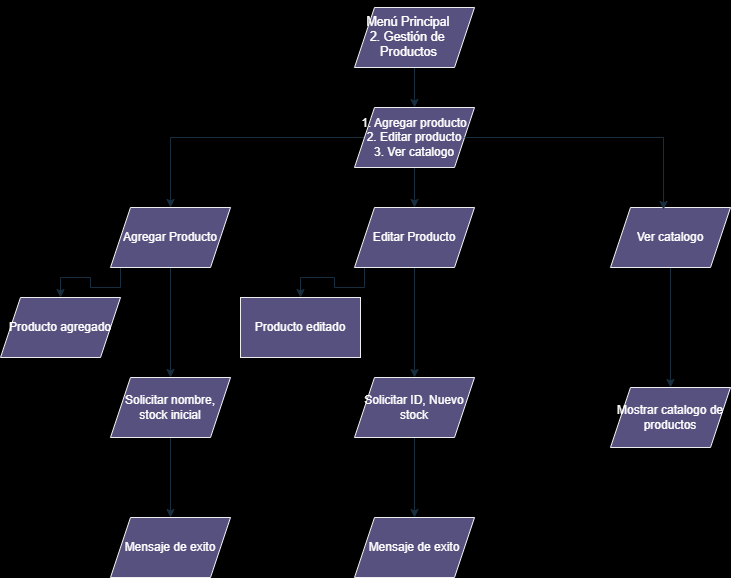 Menú Principal
2. Gestión de
Productos
1. Agregar producto
2. Editar producto
3. Ver catalogo
Agregar Producto
Editar Producto
Ver catalogo
Producto agregado
Producto editado
Solicitar nombre,
stock inicial
Solicitar ID, Nuevo
stock
Mostrar catalogo de
productos
Mensaje de exito
Mensaje de exito